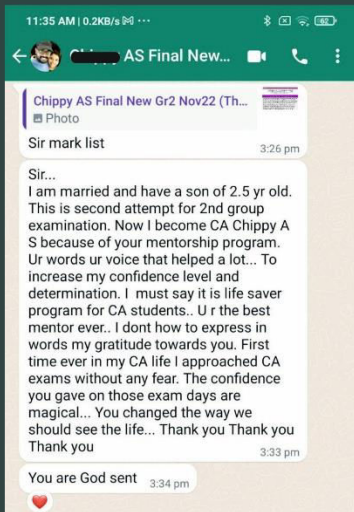 11:35 AM | 0.2KB/s
62
AS Final New...
Chippy AS Final New Gr2 Nov22 (Th...
Photo
Sir mark list
3:26 pm
Sir...
I am married and have a son of 2.5 yr old.
This is second attempt for 2nd group
examination. Now I become CA Chippy A
S because of your mentorship program.
Ur words ur voice that helped a lot... To
increase my confidence level and
determination. I must say it is life saver
program for CA students.. U r the best
mentor ever.. I dont how to express in
words my gratitude towards you. First
time ever in my CA life I approached CA
exams without any fear. The confidence
you gave on those exam days are
magical... You changed the way we
should see the life... Thank you Thank you
Thank you
3:33 pm
You are God sent
3:34 pm